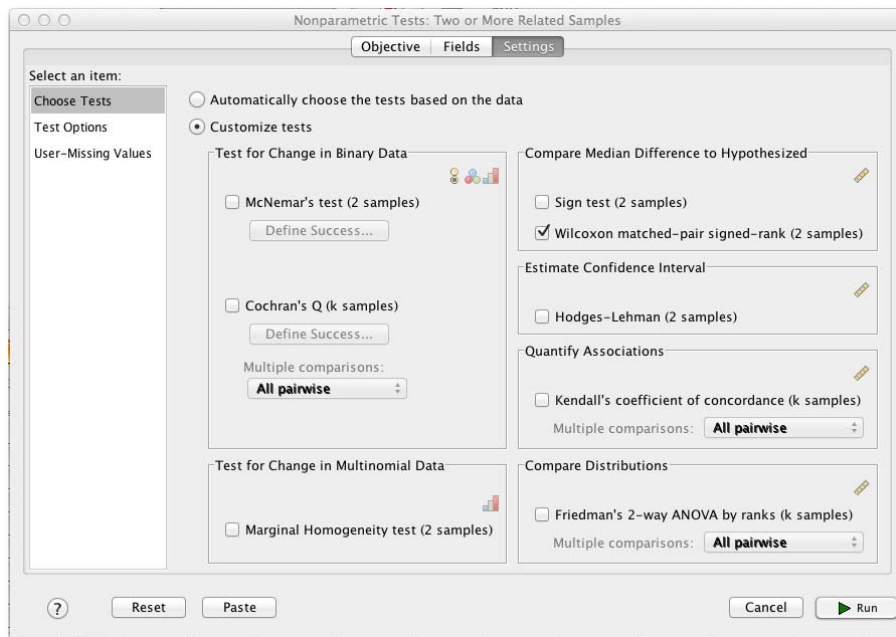 Nonparametric Tests: Two or More Related Samples
Objective Fields Settings
Select an item:
Choose Tests
Test Options
User-Missing Values
Automatically choose the tests based on the data
Customize tests
Test for Change in Binary Data
McNemar's test (2 samples)
Define Success...
Cochran's Q (k samples)
Define Success...
Multiple comparisons:
All pairwise
Test for Change in Multinomial Data
Marginal Homogeneity test (2 samples)
Compare Median Difference to Hypothesized
Sign test (2 samples)
Wilcoxon matched-pair signed-rank (2 samples)
Estimate Confidence Interval
Hodges-Lehman (2 samples)
Quantify Associations
Kendall's coefficient of concordance (k samples)
Multiple comparisons: All pairwise
Compare Distributions
Friedman's 2-way ANOVA by ranks (k samples)
Multiple comparisons: All pairwise
? Reset Paste Cancel Run